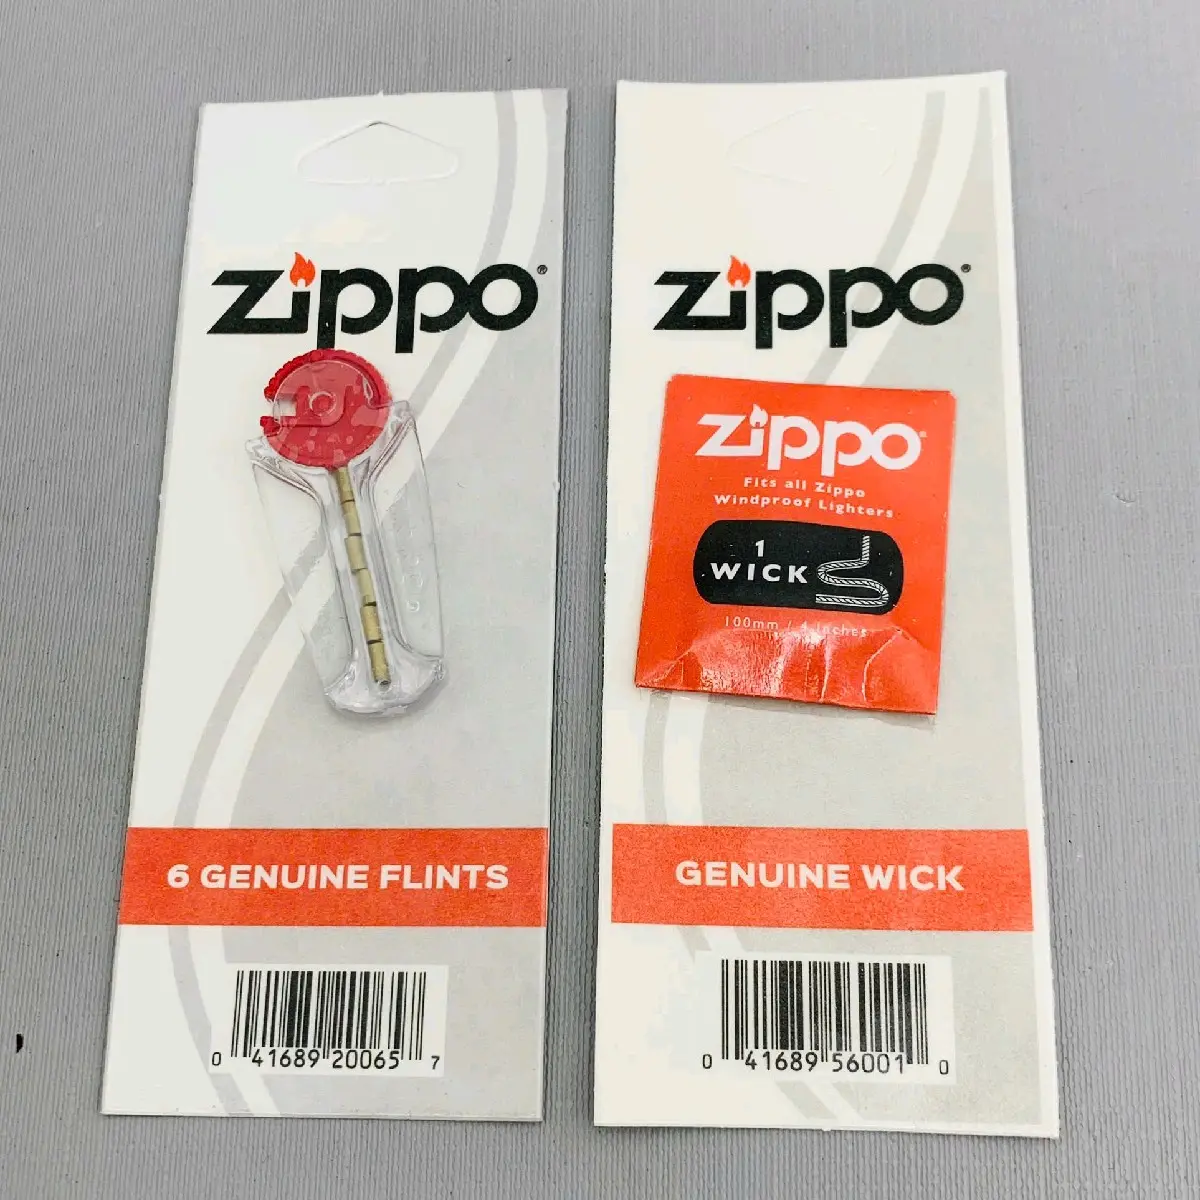 zippo®
6 GENUINE FLINTS
0 41689 20065 7
zippo®
zippo®
Fits all Zippo
Windproof Lighters
1
WICK
100mm / 4 inches
GENUINE WICK
0 41689 56001 0